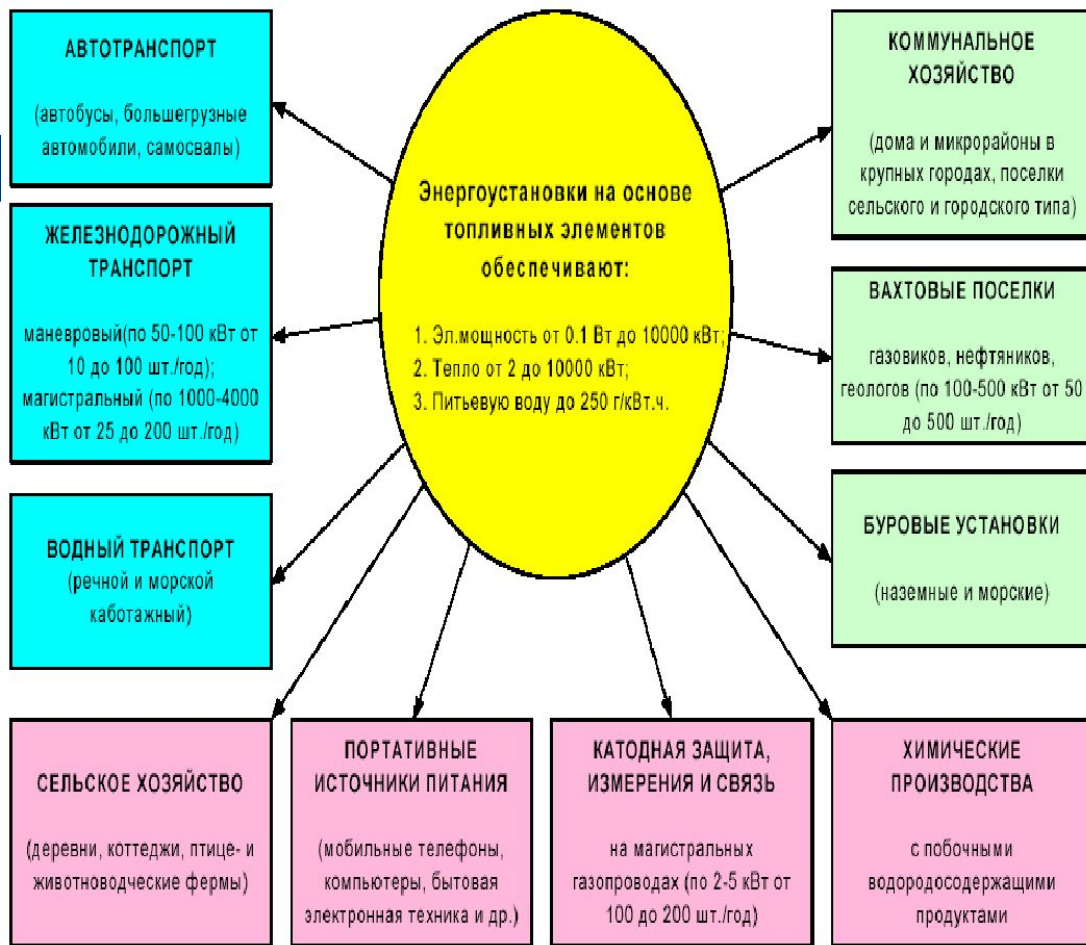 АВТОТРАНСПОРТ
(автобусы, большегрузные
автомобили, самосвалы)
ЖЕЛЕЗНОДОРОЖНЫЙ
ТРАНСПОРТ
маневровый(по 50-100 кВт от
10 до 100 шт./год);
магистральный (по 1000-4000
кВт от 25 до 200 шт./год)
ВОДНЫЙ ТРАНСПОРТ
(речной и морской
каботажный)
Энергоустановки на основе
топливных элементов
обеспечивают:
1. Эл.мощность от 0.1 Вт до 10000 кВт;
2. Тепло от 2 до 10000 кВт;
3. Питьевую воду до 250 г/кВт.ч.
КОММУНАЛЬНОЕ
ХОЗЯЙСТВО
(дома и микрорайоны в
крупных городах, поселки
сельского и городского типа)
ВАХТОВЫЕ ПОСЕЛКИ
газовиков, нефтяников,
геологов (по 100-500 кВт от 50
до 500 шт./год)
БУРОВЫЕ УСТАНОВКИ
(наземные и морские)
СЕЛЬСКОЕ ХОЗЯЙСТВО
(деревни, коттеджи, птице- и
животноводческие фермы)
ПОРТАТИВНЫЕ
ИСТОЧНИКИ ПИТАНИЯ
(мобильные телефоны,
компьютеры, бытовая
электронная техника и др.)
КАТОДНАЯ ЗАЩИТА,
ИЗМЕРЕНИЯ И СВЯЗЬ
на магистральных
газопроводах (по 2-5 кВт от
100 до 200 шт./год)
ХИМИЧЕСКИЕ
ПРОИЗВОДСТВА
с побочными
водородосодержащими
продуктами